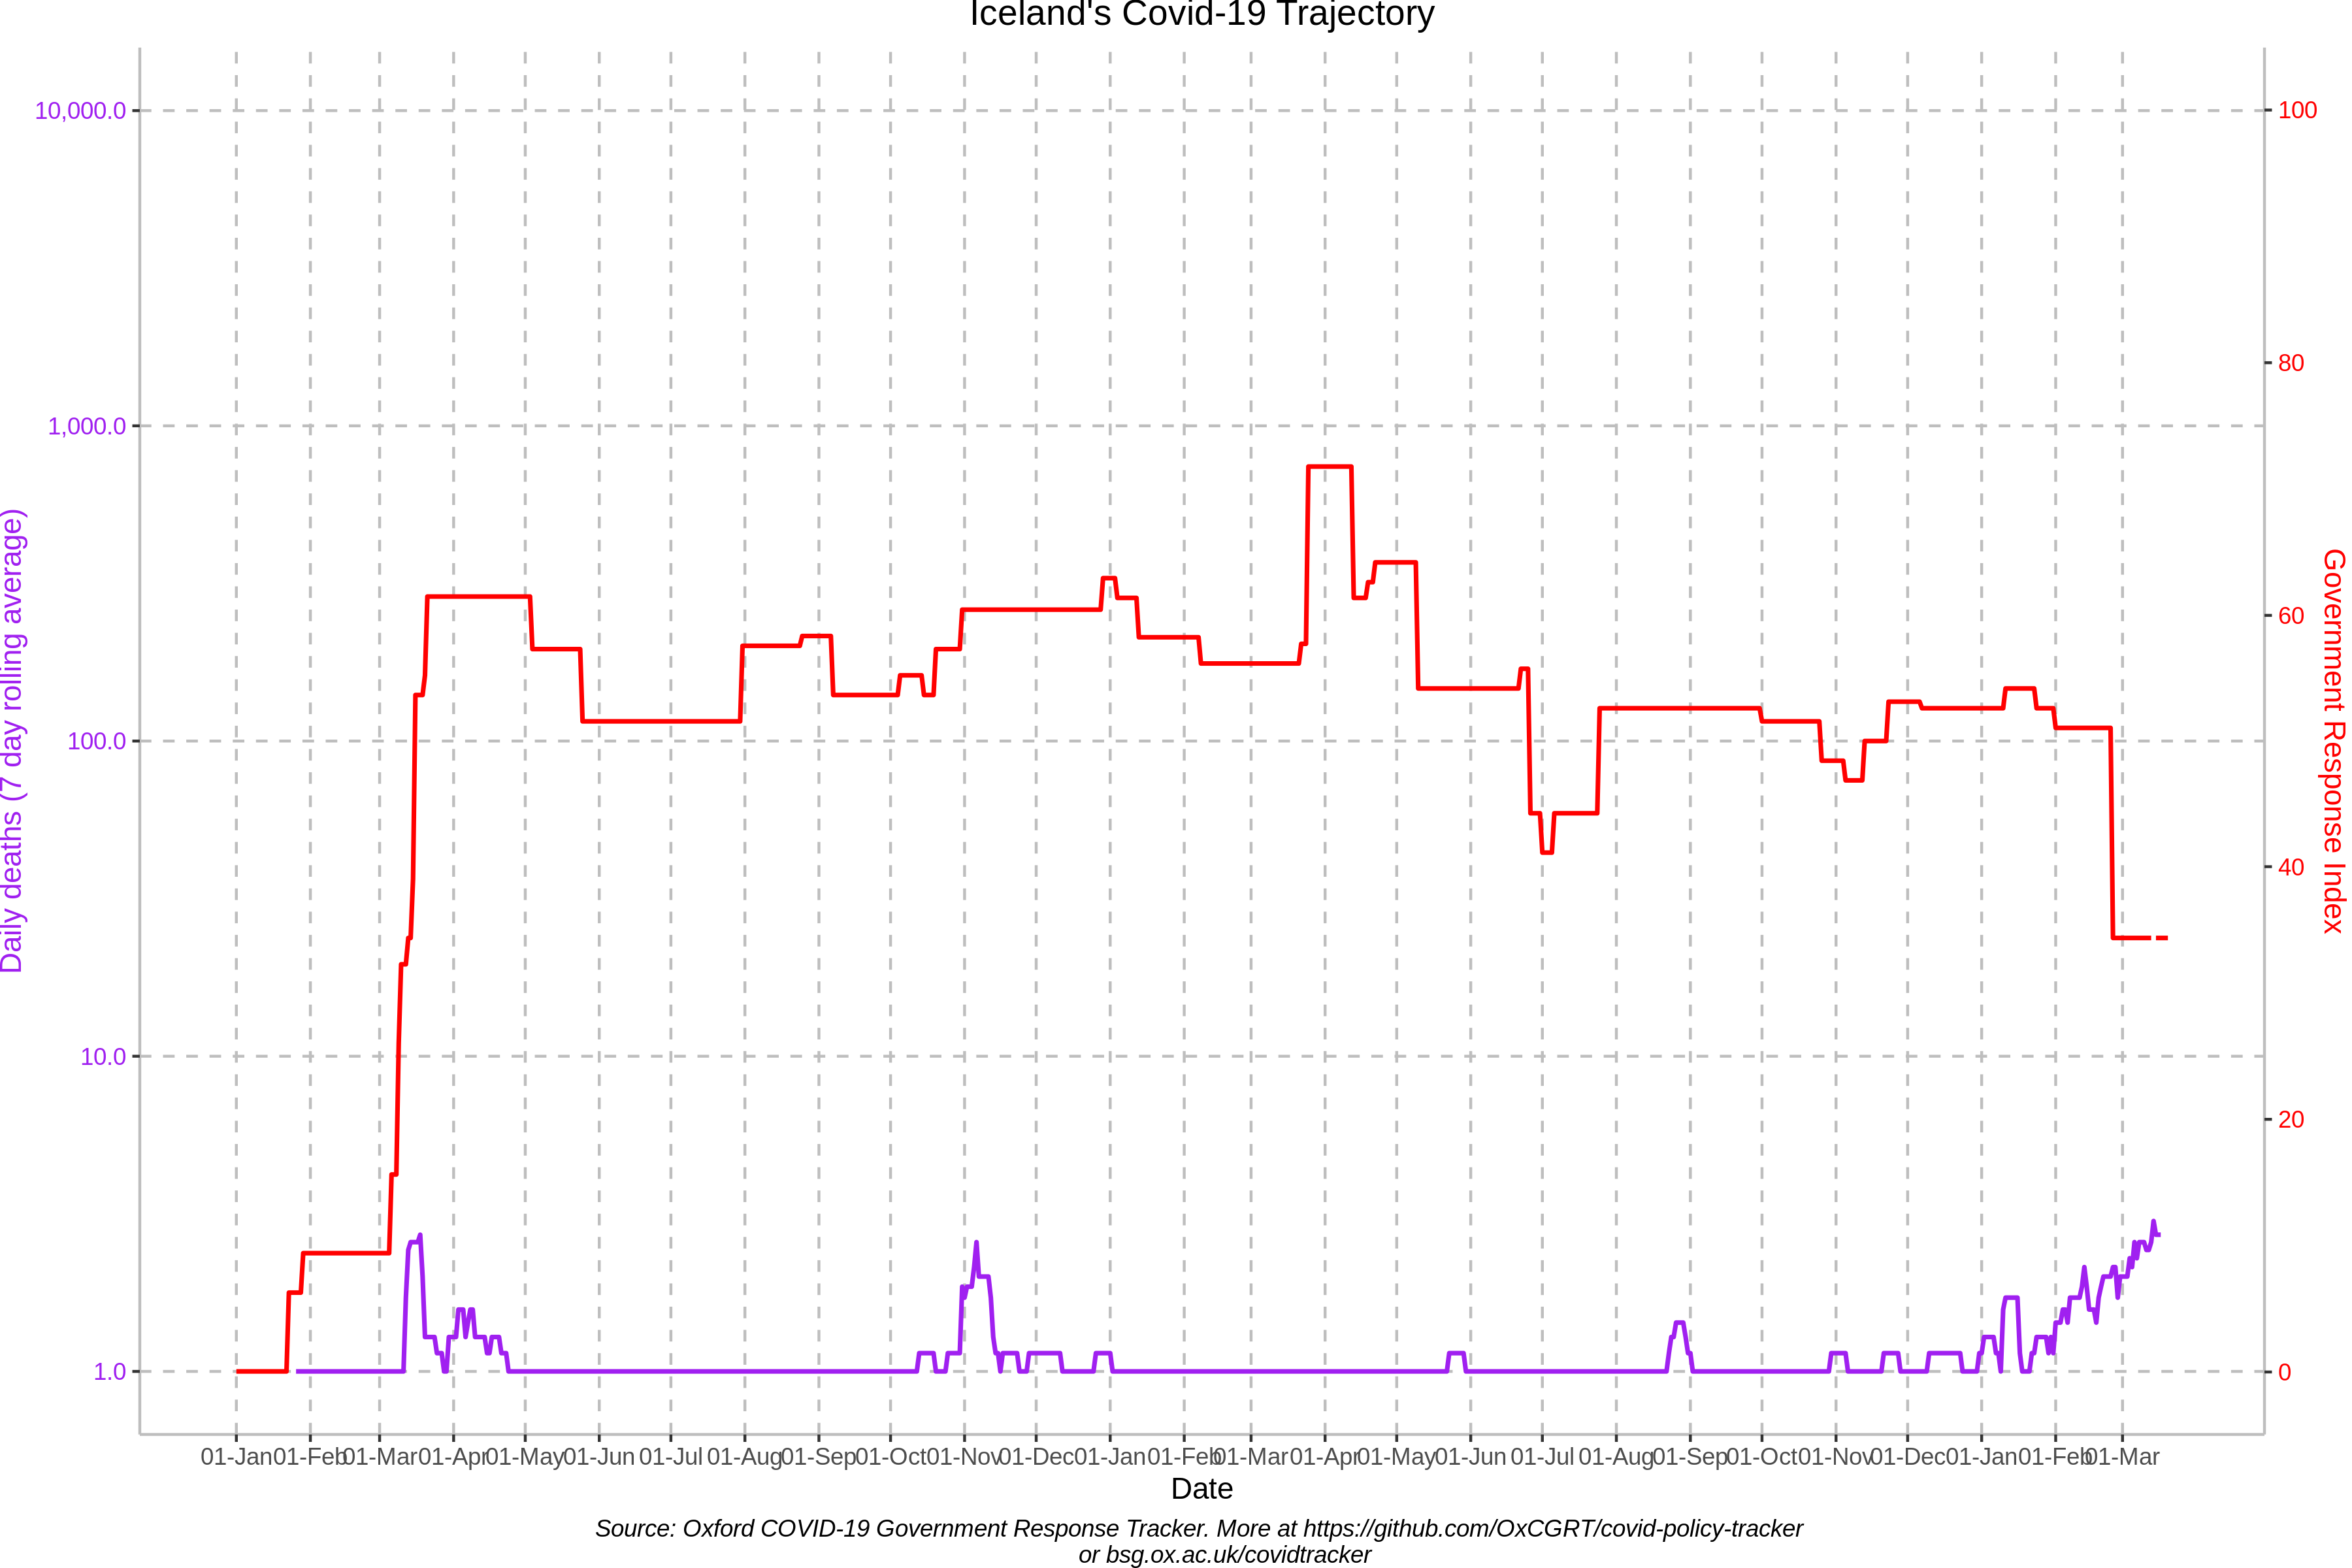 Iceland's Covid-19 Trajectory
10,000.0
1,000.0
100.0
10.0
1.0
Daily deaths (7 day rolling average)
100
80
60
40
20
0
Government Response Index
01-Jan 01-Feb 01-Mar 01-Apr 01-May 01-Jun 01-Jul 01-Aug 01-Sep 01-Oct 01-Nov 01-Dec 01-Jan 01-Feb 01-Mar 01-Apr 01-May 01-Jun 01-Jul 01-Aug 01-Sep 01-Oct 01-Nov 01-Dec 01-Jan 01-Feb 01-Mar
Date
Source: Oxford COVID-19 Government Response Tracker. More at https://github.com/OxCGRT/covid-policy-tracker
or bsg.ox.ac.uk/covidtracker